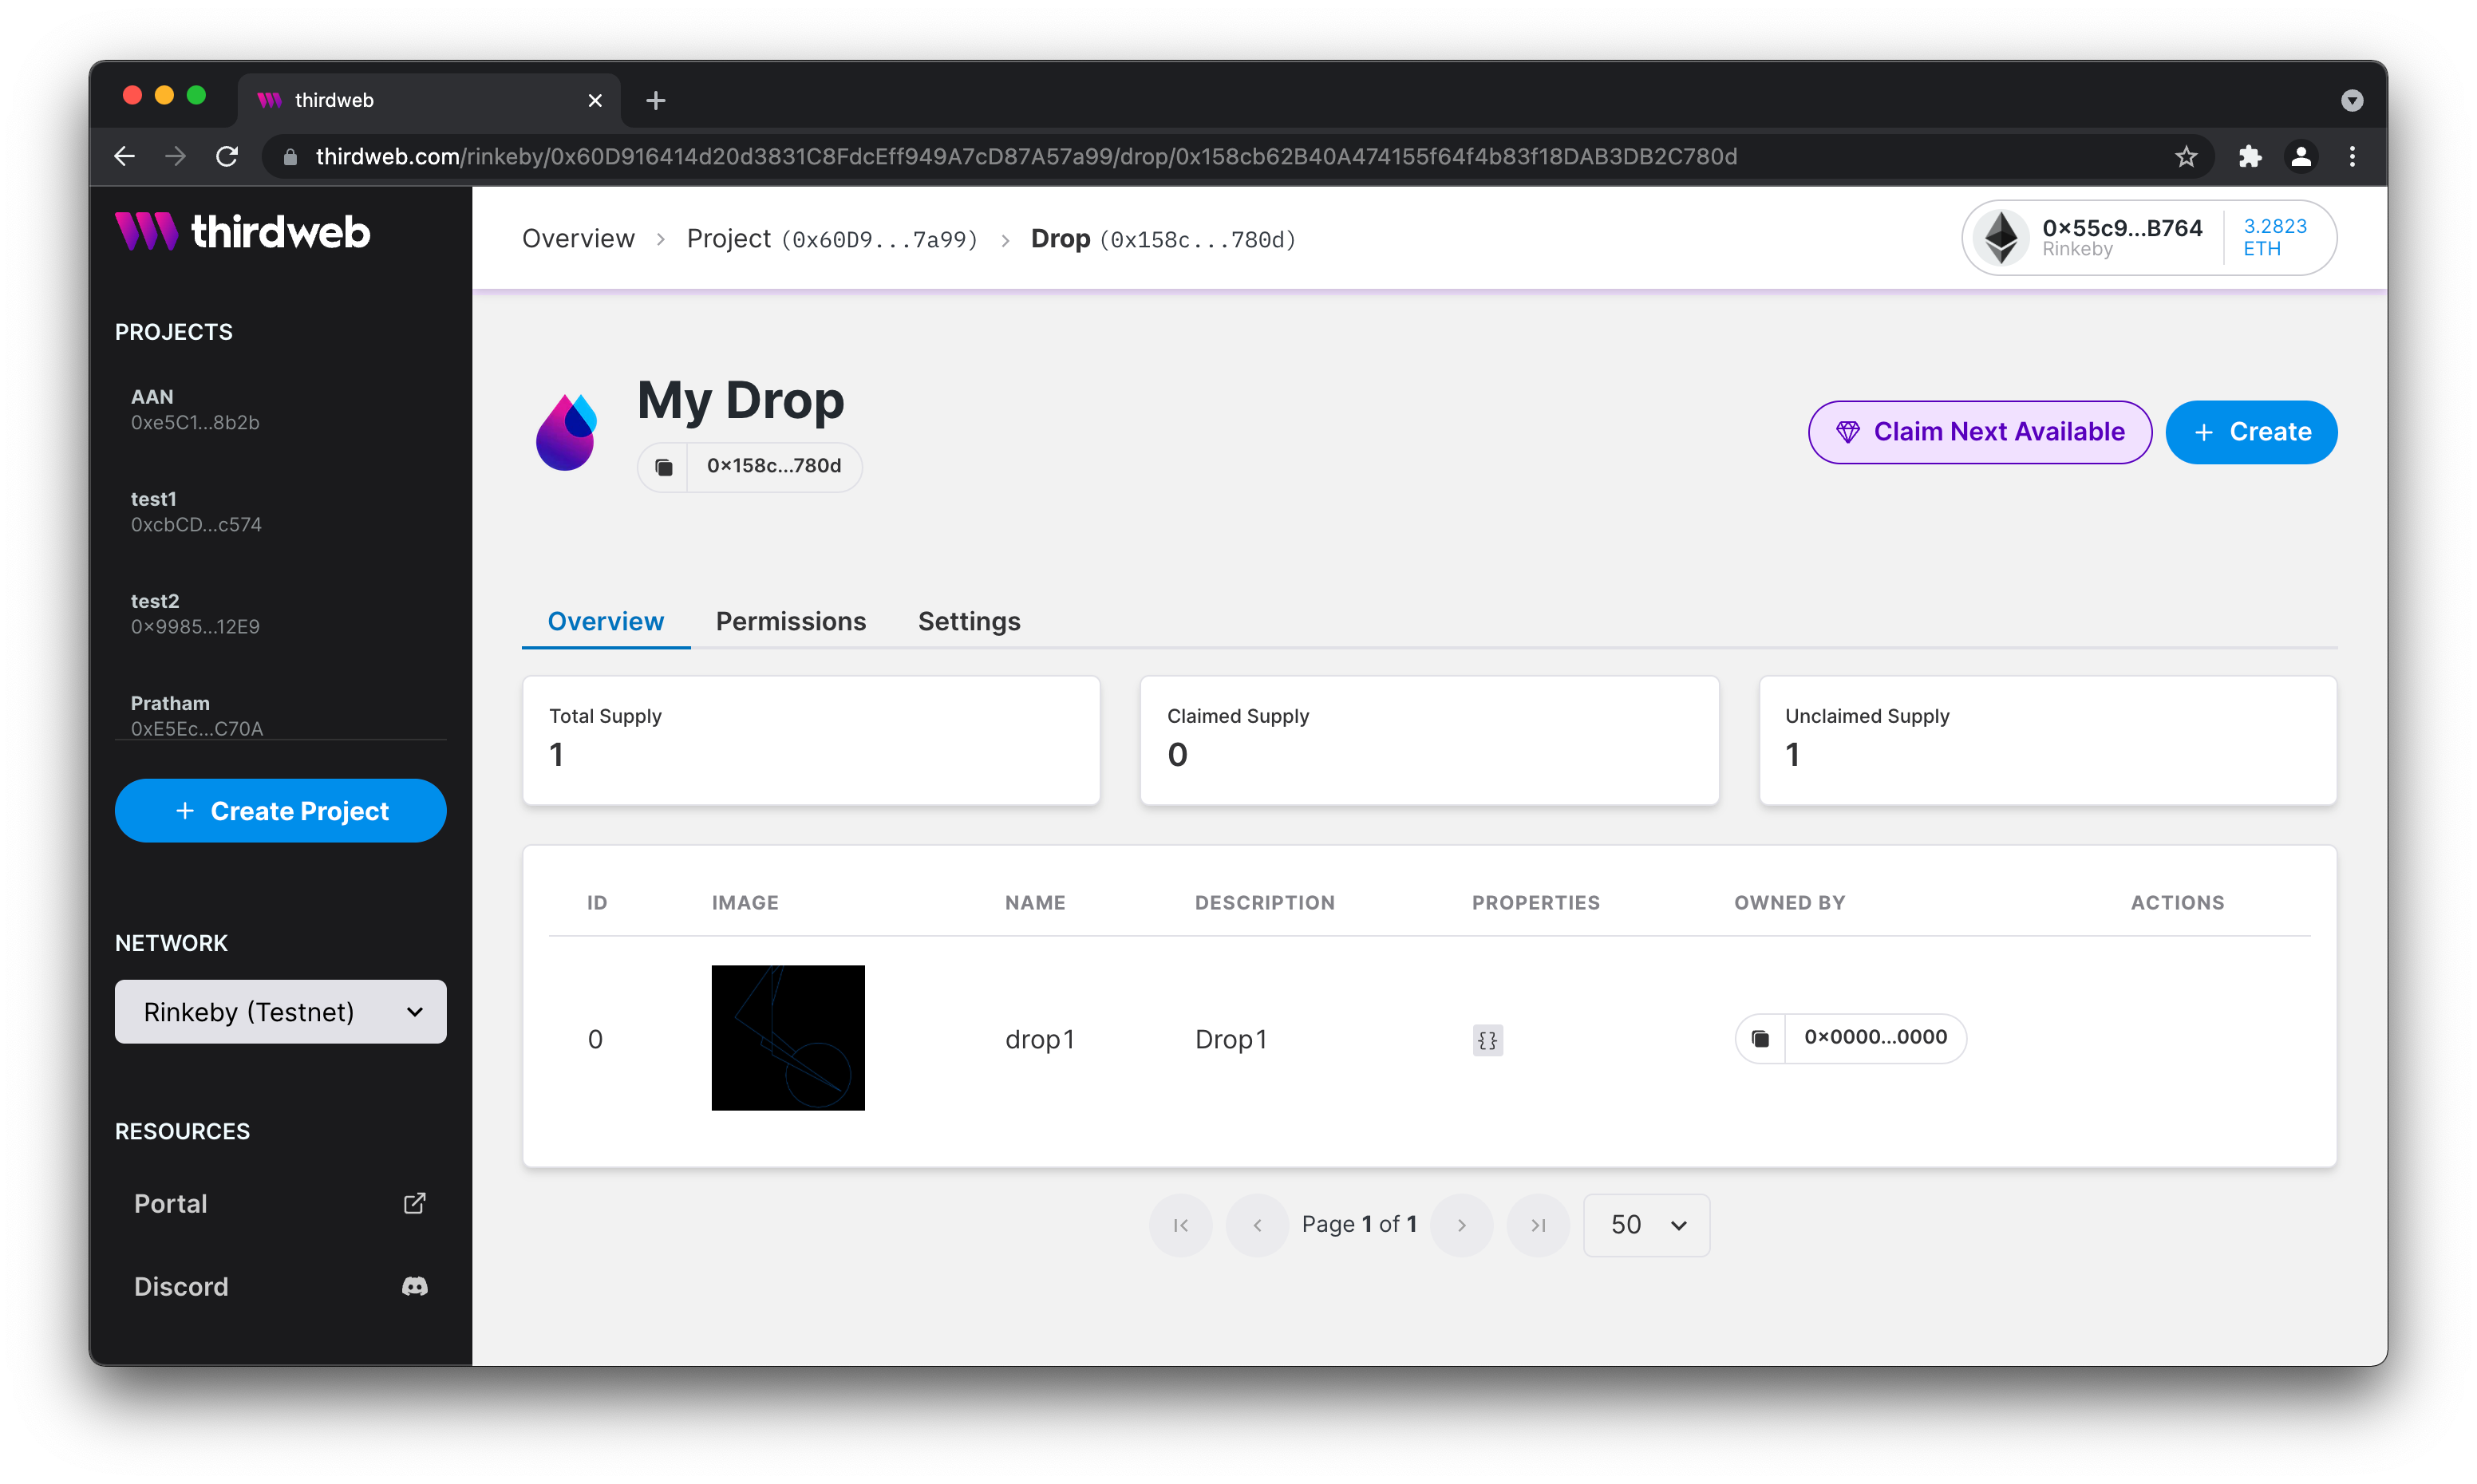 thirdweb
thirdweb.com/rinkeby/0x60D916414d20d3831C8FdcEff949A7cD87A57a99/drop/0x158cb62B40A474155f64f4b83f18DAB3DB2C780d
thirdweb
PROJECTS
AAN
0xe5C1...8b2b
test1
0xcbCD...c574
test2
0x9985...12E9
Pratham
0xE5Ec...C70A
+ Create Project
NETWORK
Rinkeby (Testnet)
RESOURCES
Portal
Discord
Overview > Project (0x60D9...7a99) > Drop (0x158c...780d)
0x55c9...B764
Rinkeby
3.2823
ETH
My Drop
0x158c...780d
Claim Next Available
+ Create
Overview Permissions Settings
Total Supply
1
Claimed Supply
0
Unclaimed Supply
1
ID IMAGE NAME DESCRIPTION PROPERTIES OWNED BY ACTIONS
0 drop1 Drop1 {} 0x0000...0000
Page 1 of 1
50